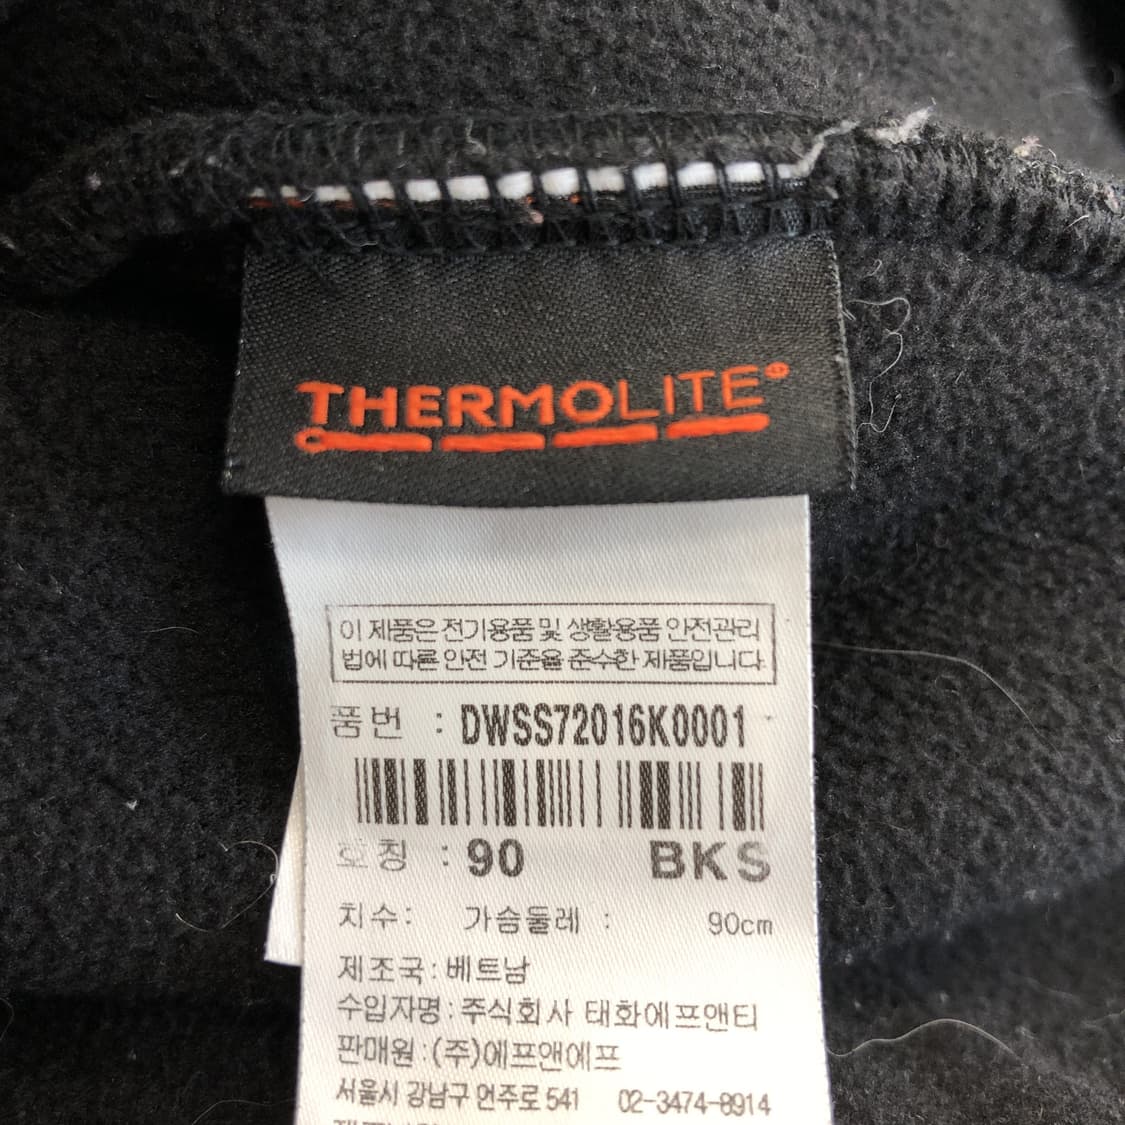 THERMOLITE®
이 제품은 전기용품 및 생활용품 안전관리
법에 따른 안전 기준을 준수한 제품입니다.
품번 : DWSS72016K0001
호칭 : 90 BKS
치수: 가슴둘레 : 90cm
제조국 : 베트남
수입자명 : 주식회사 태화에프앤티
판매원 : (주)에프앤에프
서울시 강남구 언주로 541 02-3474-8914